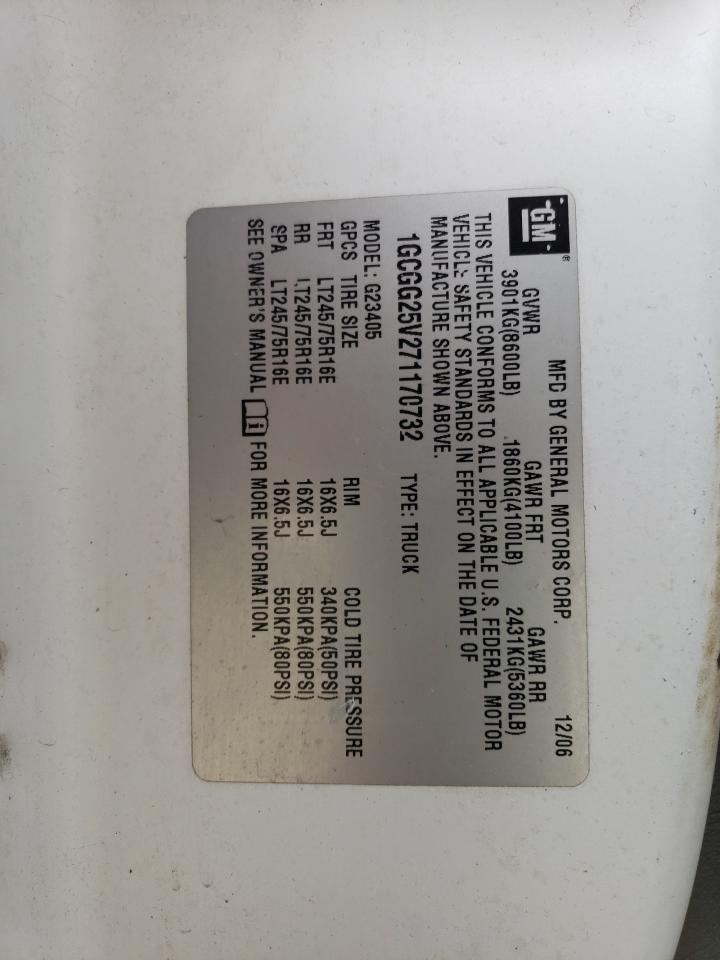 GM ®
MFD BY GENERAL MOTORS CORP. 12/06
GVWR GAWR FRT GAWR RR
3901KG(8600LB) 1860KG(4100LB) 2431KG(5360LB)
THIS VEHICLE CONFORMS TO ALL APPLICABLE U.S. FEDERAL MOTOR
VEHICLE SAFETY STANDARDS IN EFFECT ON THE DATE OF
MANUFACTURE SHOWN ABOVE.
1GCGG25V271170732 TYPE: TRUCK
MODEL: G23405
GPCS TIRE SIZE RIM COLD TIRE PRESSURE
FRT LT245/75R16E 16X6.5J 340KPA(50PSI)
RR LT245/75R16E 16X6.5J 550KPA(80PSI)
SPA LT245/75R16E 16X6.5J 550KPA(80PSI)
SEE OWNER'S MANUAL i FOR MORE INFORMATION.